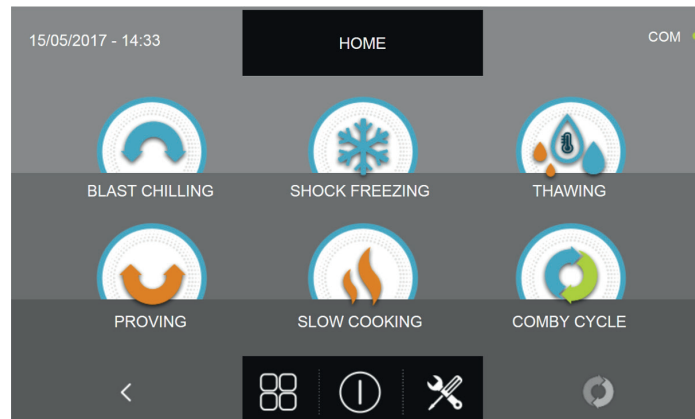 15/05/2017 - 14:33
HOME
COM
BLAST CHILLING
SHOCK FREEZING
THAWING
PROVING
SLOW COOKING
COMBY CYCLE